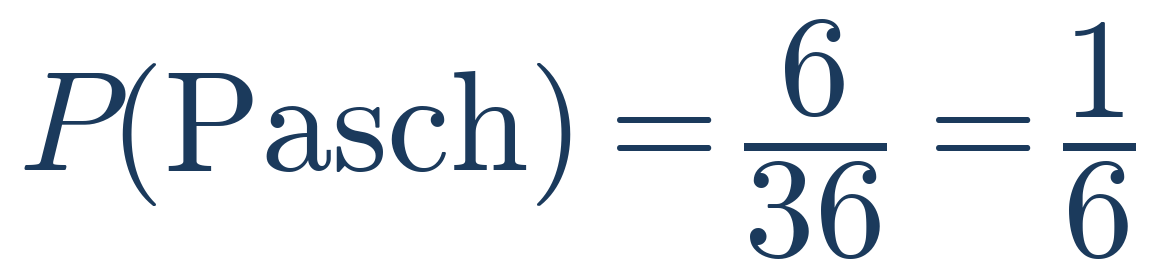 P(Pasch) = 6/36 = 1/6